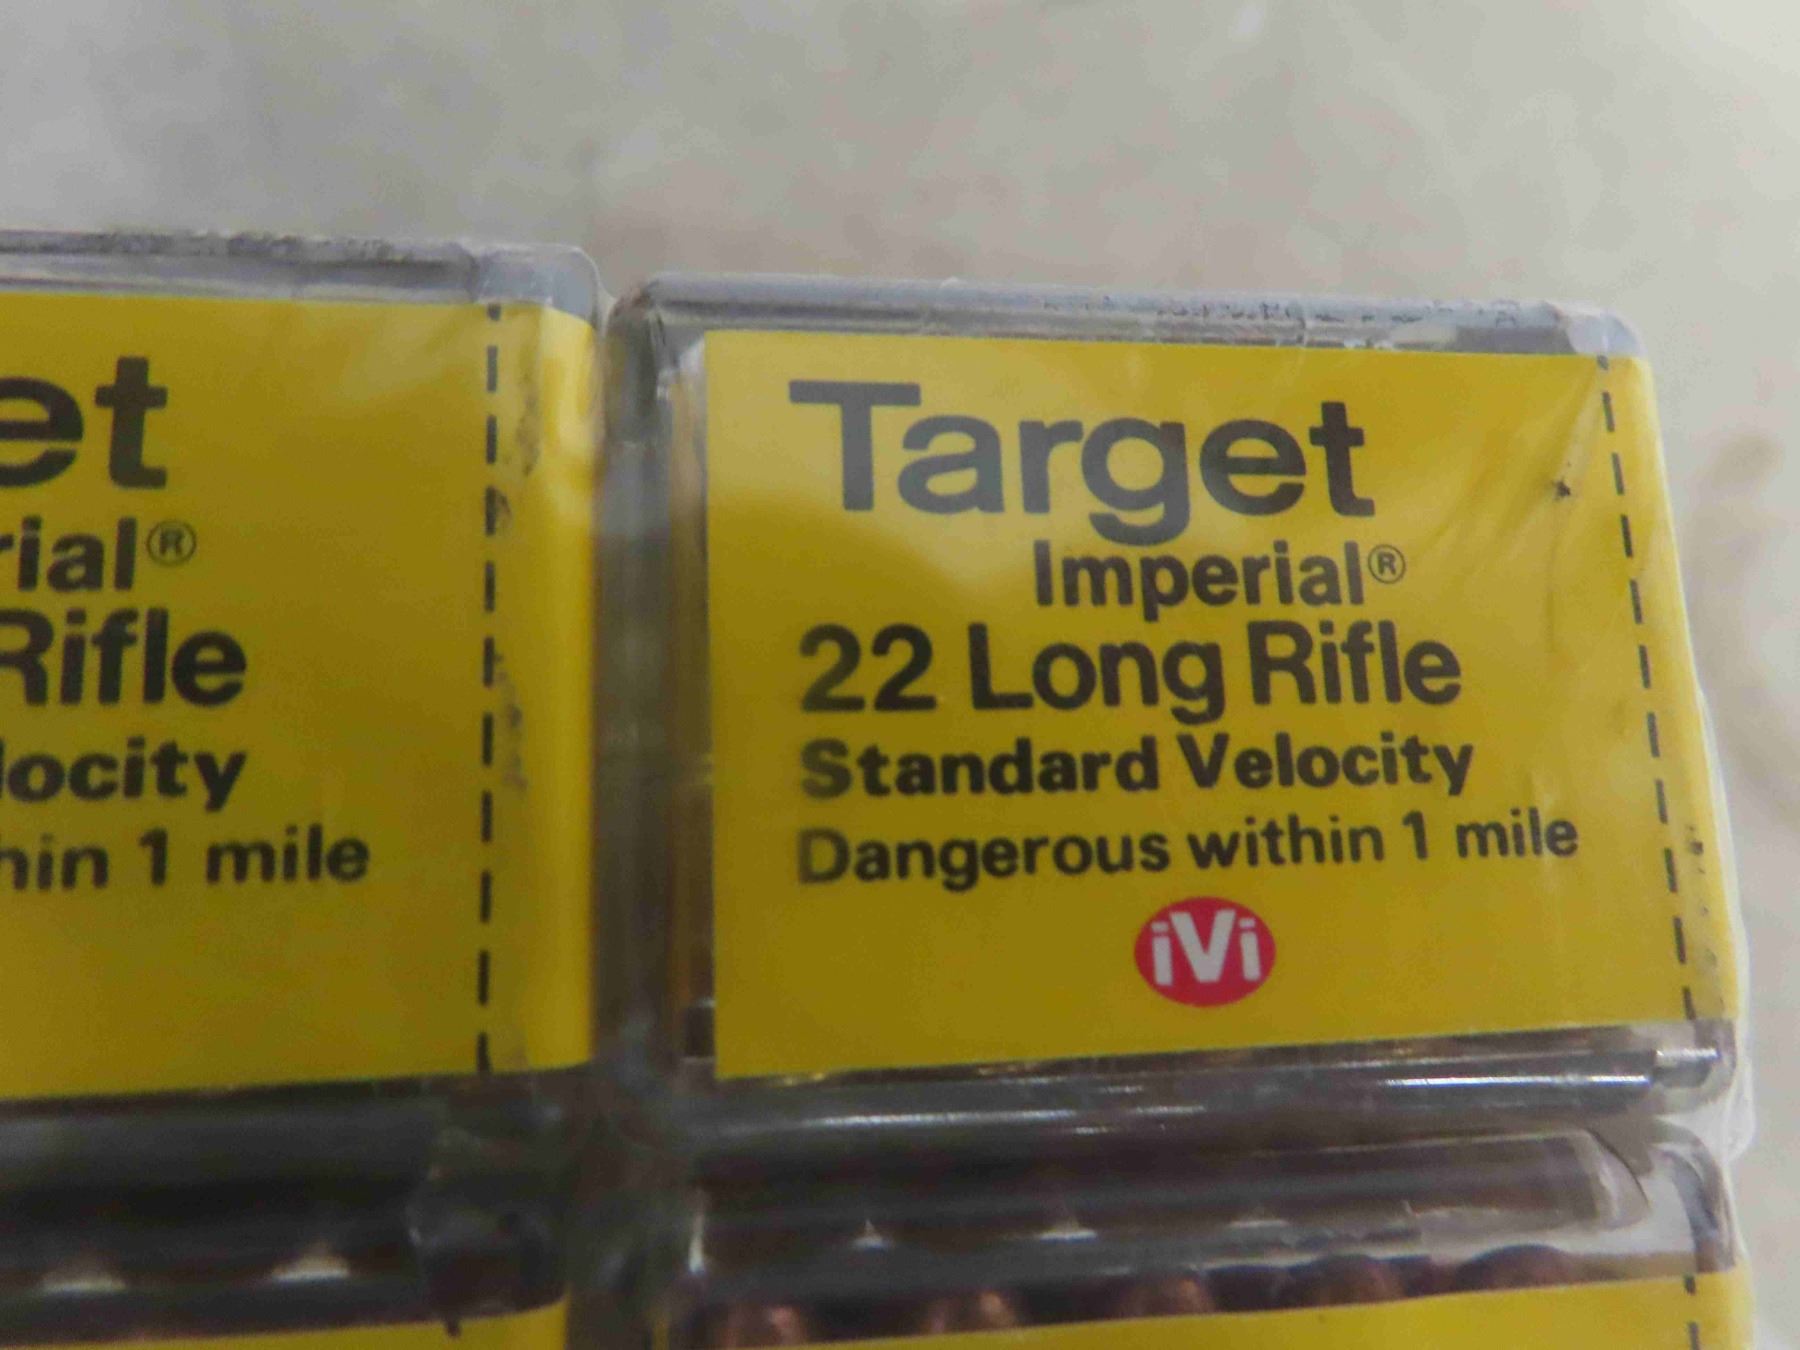 et
rial®
Rifle
locity
hin 1 mile
Target
Imperial®
22 Long Rifle
Standard Velocity
Dangerous within 1 mile
iVi